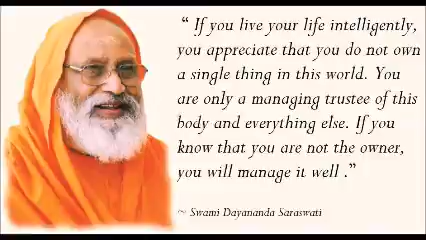 “ If you live your life intelligently,
you appreciate that you do not own
a single thing in this world. You
are only a managing trustee of this
body and everything else. If you
know that you are not the owner,
you will manage it well .”
~ Swami Dayananda Saraswati